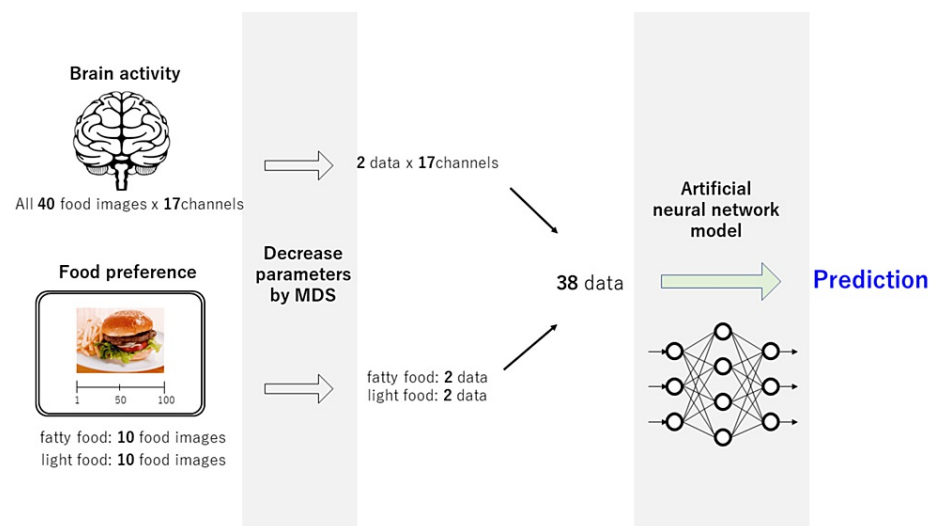 Brain activity
All 40 food images x 17channels
Food preference
1 50 100
fatty food: 10 food images
light food: 10 food images
Decrease
parameters
by MDS
2 data x 17channels
fatty food: 2 data
light food: 2 data
38 data
Artificial
neural network
model
Prediction